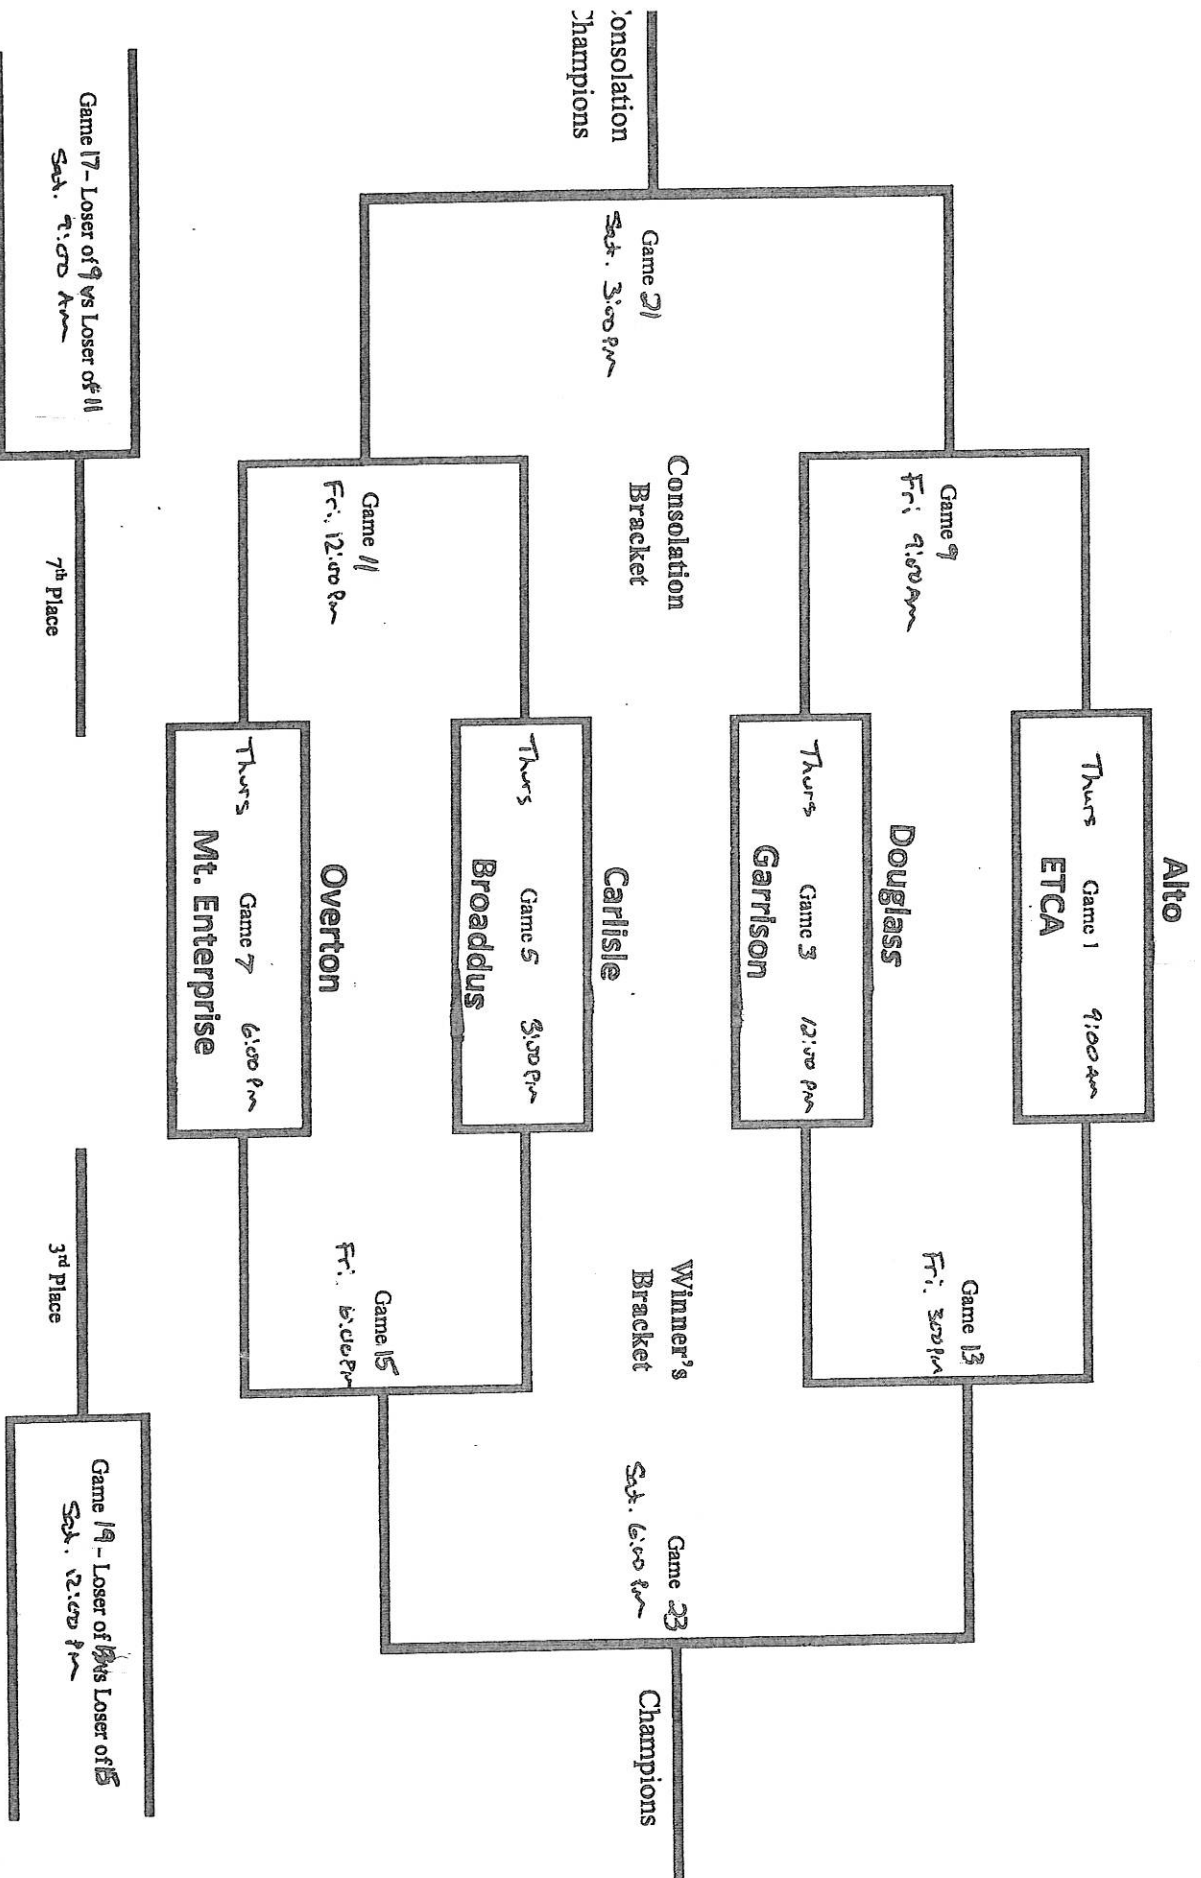 Alto
Thurs Game 1 9:00 am
ETCA
Game 9
Fri 9:00 AM
Game 13
Fri. 3:00 PM
Douglass
Thurs Game 3 12:00 pm
Garrison
Consolation
Bracket
Winner's
Bracket
Game 21
Sat. 3:00 PM
Game 23
Sat. 6:00 PM
onsolation
hampions
Champions
Carlisle
Thurs Game 5 3:00 Pm
Broaddus
Game 11
Fri. 12:00 Pm
Game 15
Fri. 6:00 PM
Overton
Thurs Game 7 6:00 Pm
Mt. Enterprise
Game 17 - Loser of 9 vs Loser of 11
Sat. 9:00 Am
7th Place
3rd Place
Game 19 - Loser of 13 vs Loser of 15
Sat. 12:00 PM